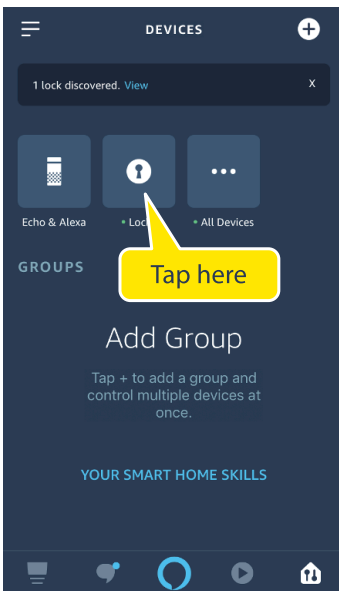 DEVICES
1 lock discovered. View X
Echo & Alexa
• All Devices
GROUPS
Tap here
Add Group
Tap + to add a group and
control multiple devices at
once.
YOUR SMART HOME SKILLS